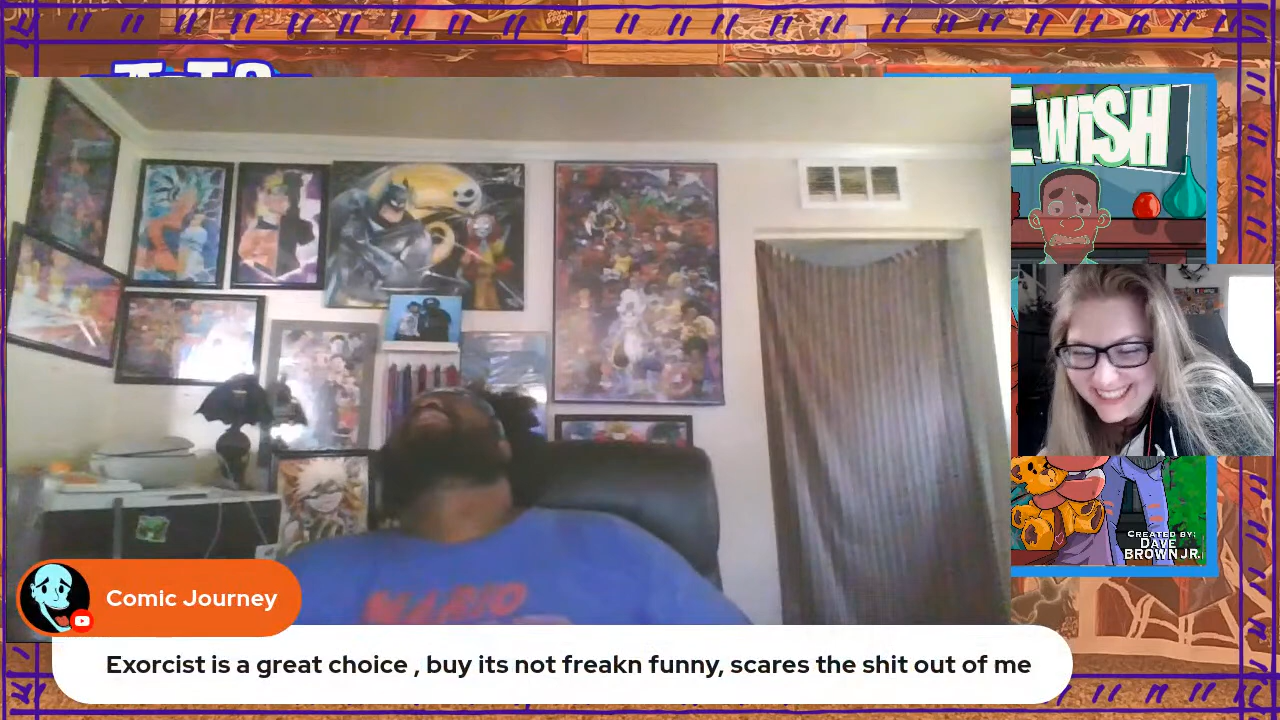 WiSH
MARIO
CREATED BY:
DAVE
BROWN JR.
Comic Journey
Exorcist is a great choice , buy its not freakn funny, scares the shit out of me